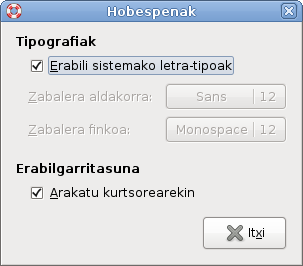 Hobespenak
Tipografiak
Erabili sistemako letra-tipoak
Zabalera aldakorra: Sans 12
Zabalera finkoa: Monospace 12
Erabilgarritasuna
Arakatu kurtsorearekin
Itxi